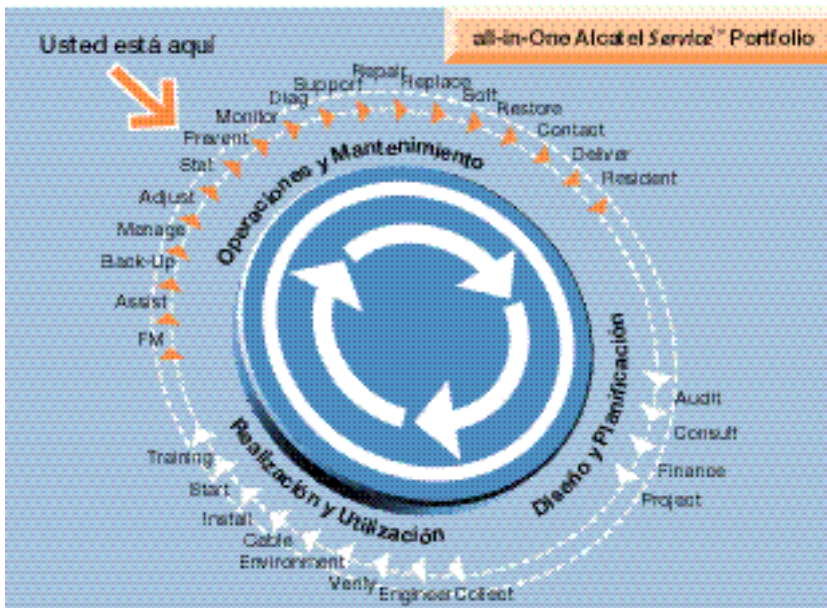 Usted está aquí
all-in-One Alcatel Service™ Portfolio
FM
Assist
Back-Up
Manage
Adjust
Stat
Prevent
Monitor
Diag
Support
Repair
Replace
Soft
Restore
Contact
Deliver
Resident
Operaciones y Mantenimiento
Diseño y Planificación
Audit
Consult
Finance
Project
Realización y Utilización
Training
Start
Install
Cable
Environment
Verify
Engineer
Collect